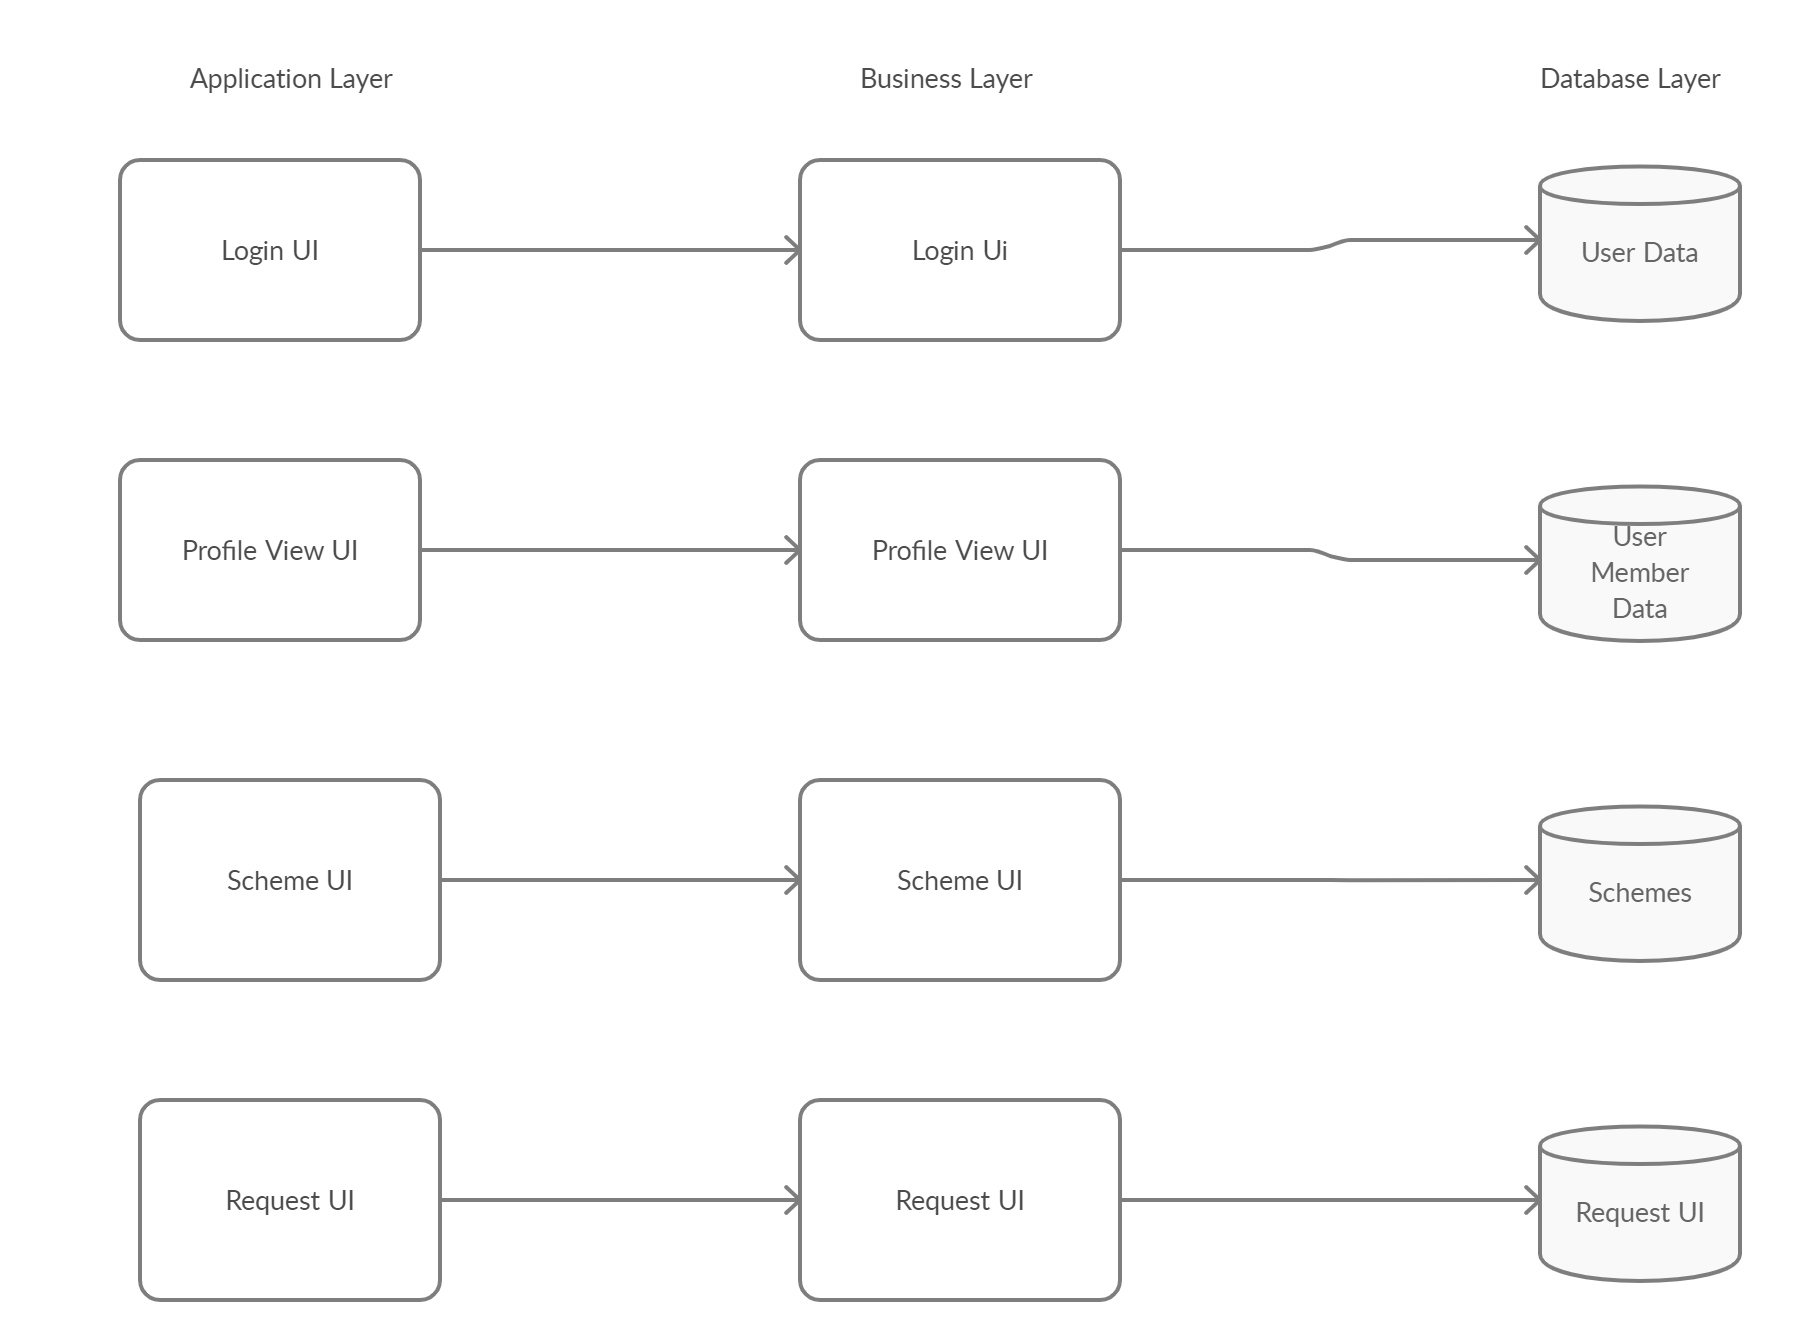 Application Layer
Business Layer
Database Layer
Login UI
Login Ui
User Data
Profile View UI
Profile View UI
User
Member
Data
Scheme UI
Scheme UI
Schemes
Request UI
Request UI
Request UI